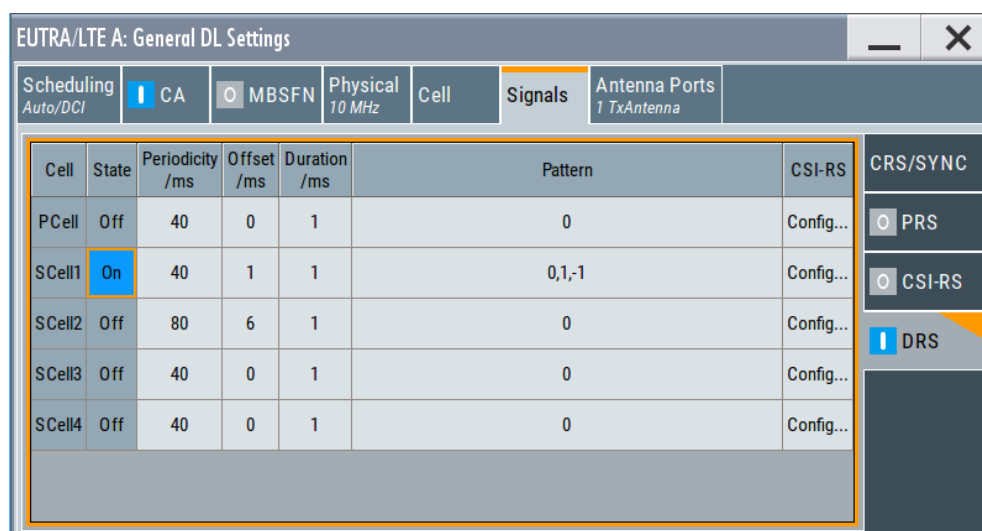 EUTRA/LTE A: General DL Settings
Scheduling
Auto/DCI
CA
MBSFN
Physical
10 MHz
Cell
Signals
Antenna Ports
1 TxAntenna
Cell State Periodicity /ms Offset /ms Duration /ms Pattern CSI-RS
PCell Off 40 0 1 0 Config...
SCell1 On 40 1 1 0,1,-1 Config...
SCell2 Off 80 6 1 0 Config...
SCell3 Off 40 0 1 0 Config...
SCell4 Off 40 0 1 0 Config...
CRS/SYNC
PRS
CSI-RS
DRS